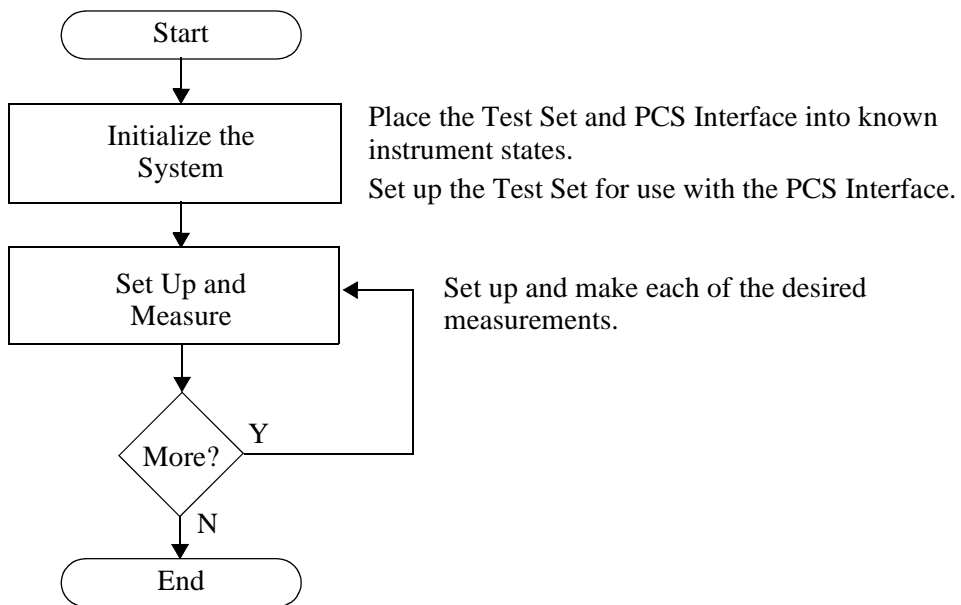 Start
Initialize the
System
Place the Test Set and PCS Interface into known
instrument states.
Set up the Test Set for use with the PCS Interface.
Set Up and
Measure
Set up and make each of the desired
measurements.
More?
Y
N
End